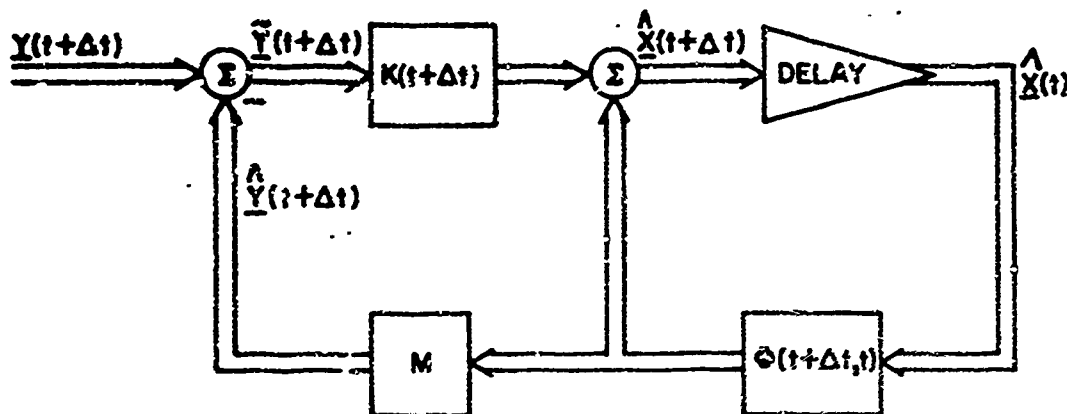 Y(t+Δt)
Ỹ(t+Δt)
Σ
−
K(t+Δt)
Σ
X̂(t+Δt)
DELAY
X̂(t)
Ŷ(t+Δt)
M
Φ(t+Δt,t)